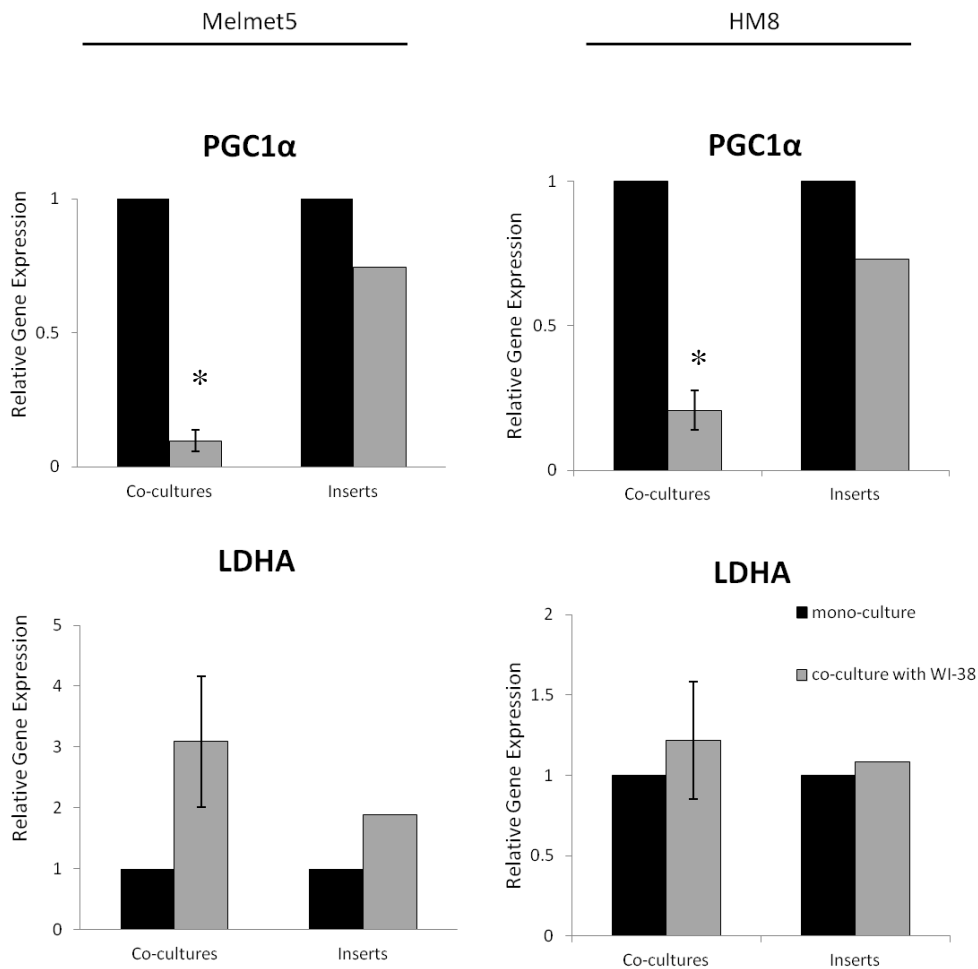 Melmet5
HM8
PGC1α
Relative Gene Expression
1
0.5
0
*
Co-cultures
Inserts
PGC1α
Relative Gene Expression
1
0.5
0
*
Co-cultures
Inserts
LDHA
Relative Gene Expression
5
4
3
2
1
0
Co-cultures
Inserts
LDHA
Relative Gene Expression
2
1.5
1
0.5
0
mono-culture
co-culture with WI-38
Co-cultures
Inserts